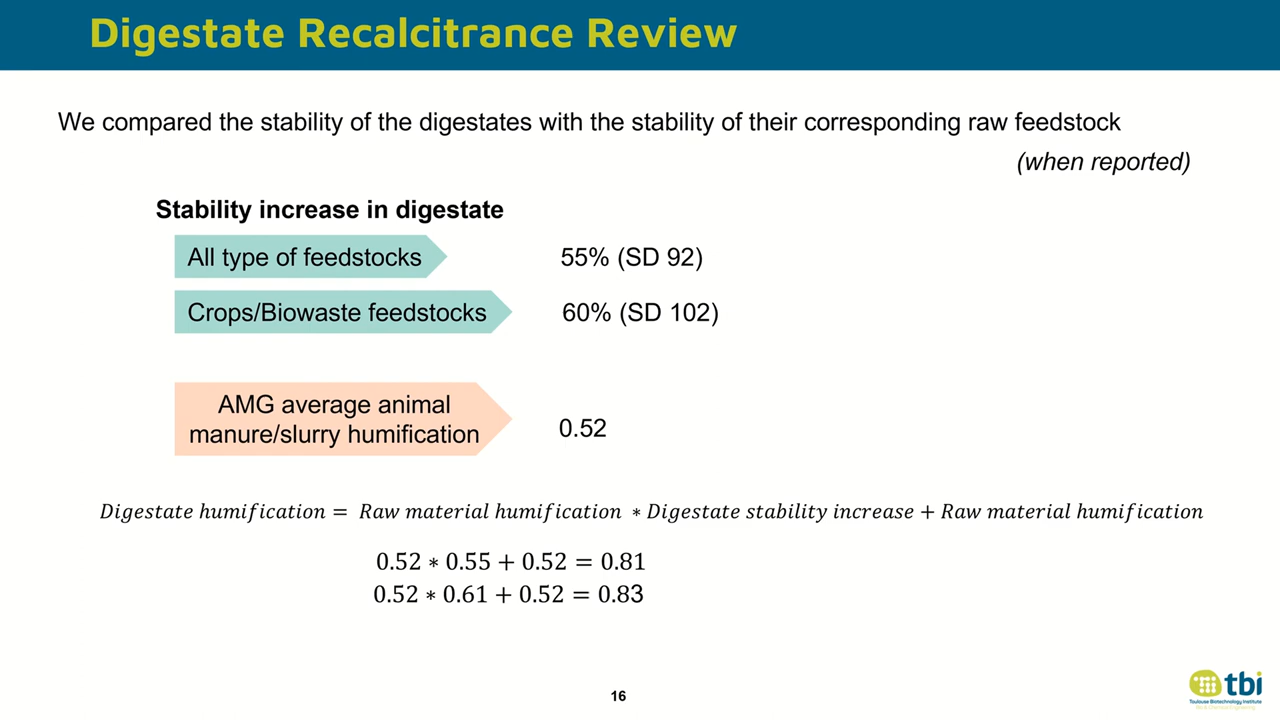 Digestate Recalcitrance Review
We compared the stability of the digestates with the stability of their corresponding raw feedstock
(when reported)
Stability increase in digestate
All type of feedstocks
55% (SD 92)
Crops/Biowaste feedstocks
60% (SD 102)
AMG average animal
manure/slurry humification
0.52
Digestate humification = Raw material humification ∗ Digestate stability increase + Raw material humification
0.52 ∗ 0.55 + 0.52 = 0.81
0.52 ∗ 0.61 + 0.52 = 0.83
16
tbi
Toulouse Biotechnology Institute